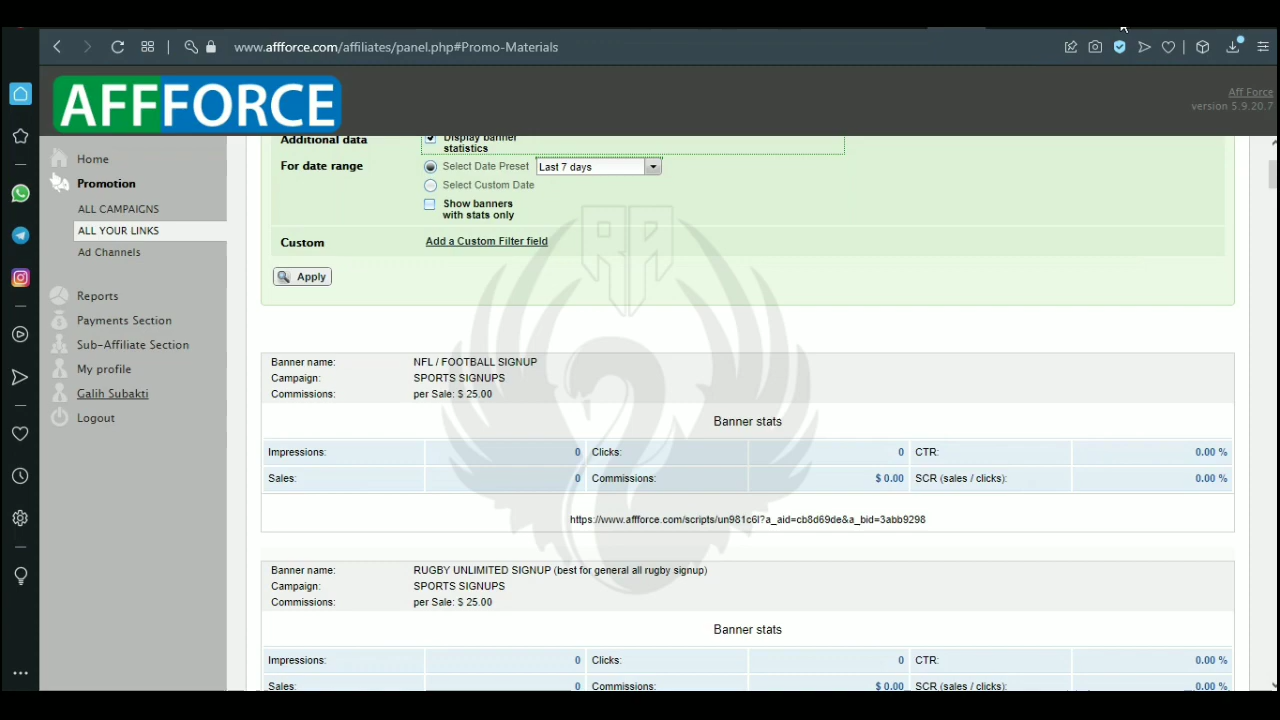 www.affforce.com/affiliates/panel.php#Promo-Materials
AFFFORCE
Aff Force
version 5.9.20.7
Home
Promotion
ALL CAMPAIGNS
ALL YOUR LINKS
Ad Channels
Reports
Payments Section
Sub-Affiliate Section
My profile
Galih Subakti
Logout
Additional data
Display banner
statistics
For date range
Select Date Preset
Last 7 days
Select Custom Date
Show banners
with stats only
Custom
Add a Custom Filter field
Apply
Banner name: NFL / FOOTBALL SIGNUP
Campaign: SPORTS SIGNUPS
Commissions: per Sale: $ 25.00
Banner stats
Impressions: 0 Clicks: 0 CTR: 0.00 %
Sales: 0 Commissions: $ 0.00 SCR (sales / clicks): 0.00 %
https://www.affforce.com/scripts/un981c6l?a_aid=cb8d69de&a_bid=3abb9298
Banner name: RUGBY UNLIMITED SIGNUP (best for general all rugby signup)
Campaign: SPORTS SIGNUPS
Commissions: per Sale: $ 25.00
Banner stats
Impressions: 0 Clicks: 0 CTR: 0.00 %
Sales: 0 Commissions: $ 0.00 SCR (sales / clicks): 0.00 %